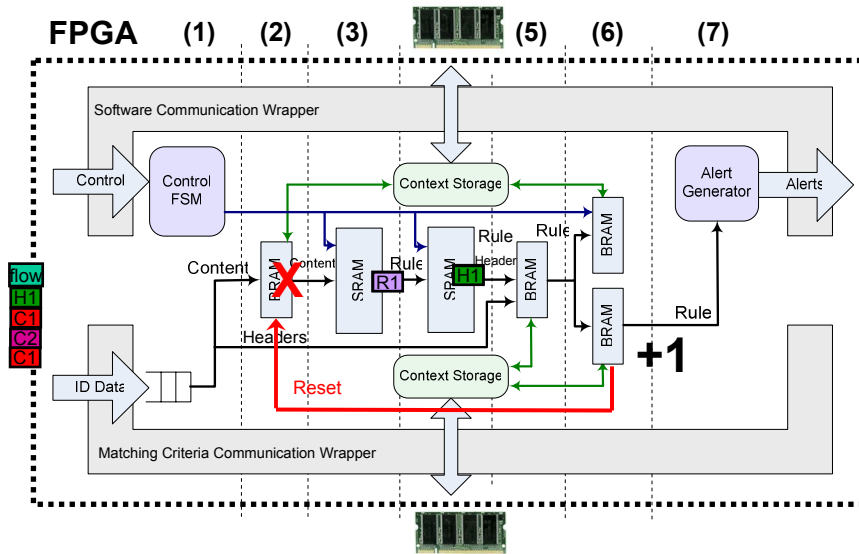 FPGA (1) (2) (3) (5) (6) (7)
Software Communication Wrapper
Control
Control
FSM
Context Storage
Alert
Generator
Alerts
flow
H1
C1
C2
C1
Content
BRAM
X
Content
SRAM
R1
Rule
SRAM
H1
Rule
Header
BRAM
Rule
BRAM
BRAM
Rule
+1
Headers
Reset
Context Storage
ID Data
Matching Criteria Communication Wrapper